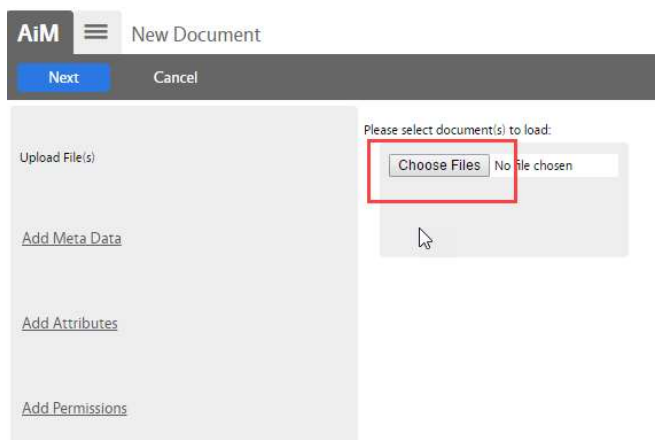 AiM New Document
Next Cancel
Please select document(s) to load:
Upload File(s)
Choose Files No file chosen
Add Meta Data
Add Attributes
Add Permissions